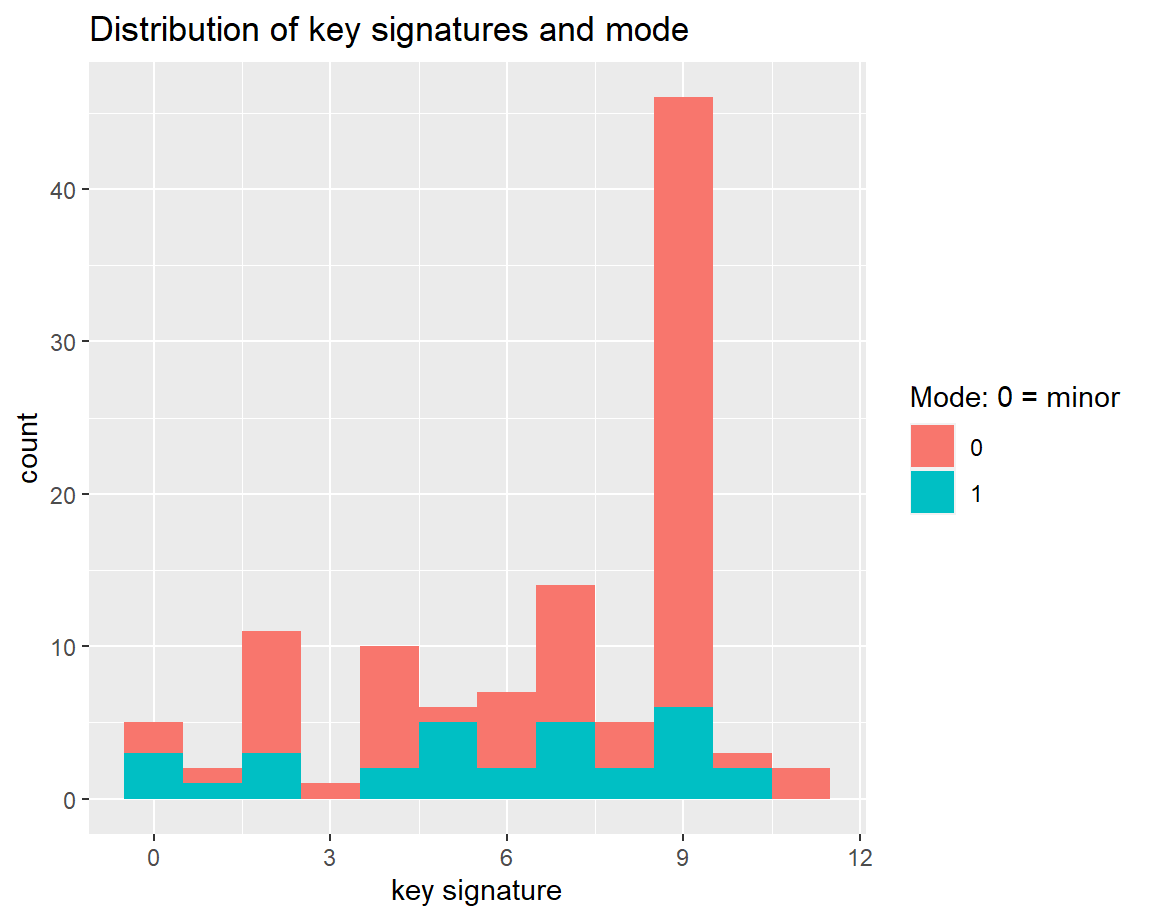 Distribution of key signatures and mode
40
30
20
10
0
count
0 3 6 9 12
key signature
Mode: 0 = minor
0
1